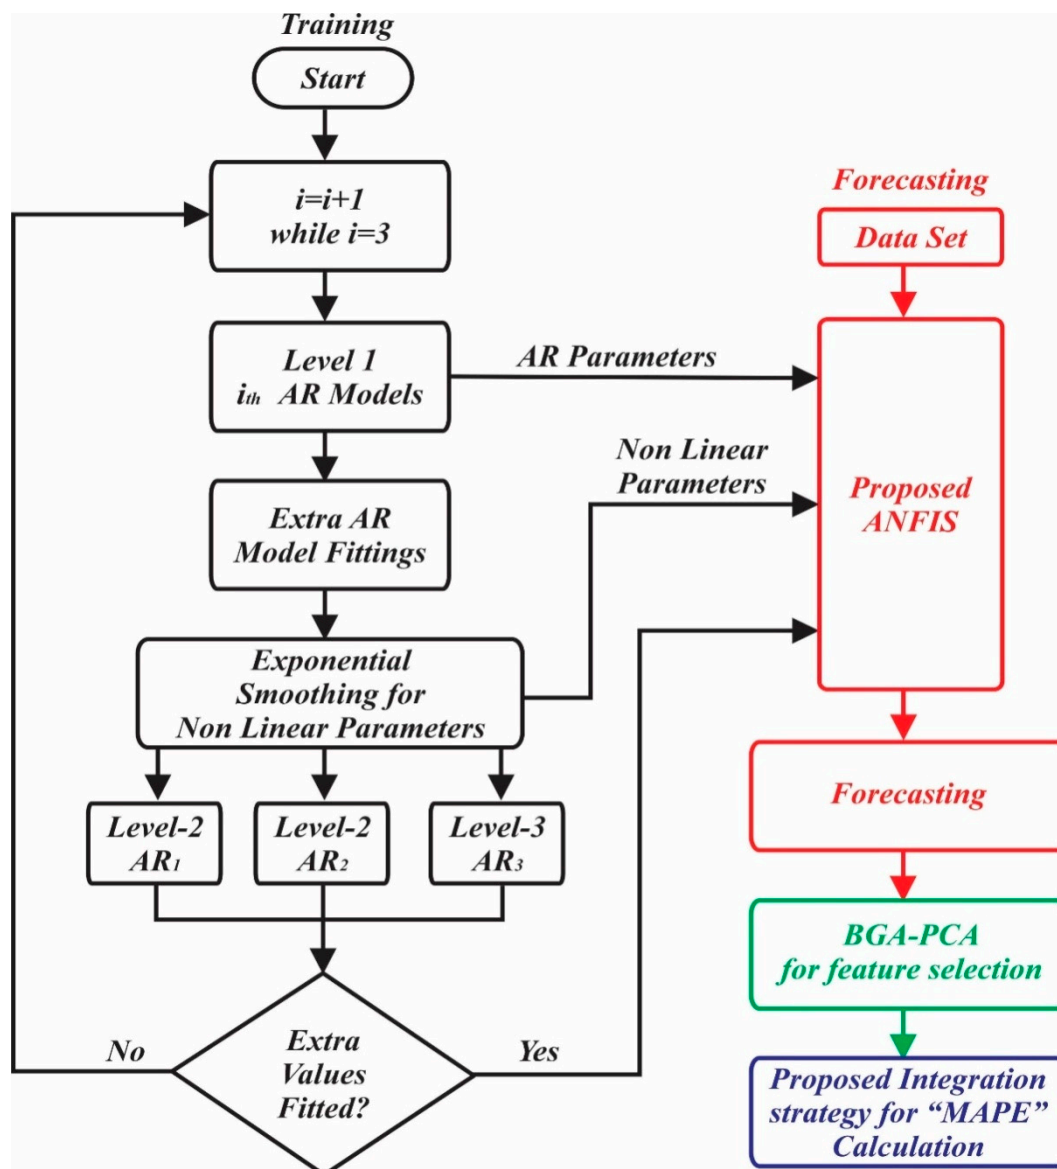 Training
Start
i=i+1
while i=3
Level 1
ith AR Models
Extra AR
Model Fittings
Exponential
Smoothing for
Non Linear Parameters
Level-2
AR1
Level-2
AR2
Level-3
AR3
Extra
Values
Fitted?
No
Yes
AR Parameters
Non Linear
Parameters
Forecasting
Data Set
Proposed
ANFIS
Forecasting
BGA-PCA
for feature selection
Proposed Integration
strategy for “MAPE”
Calculation